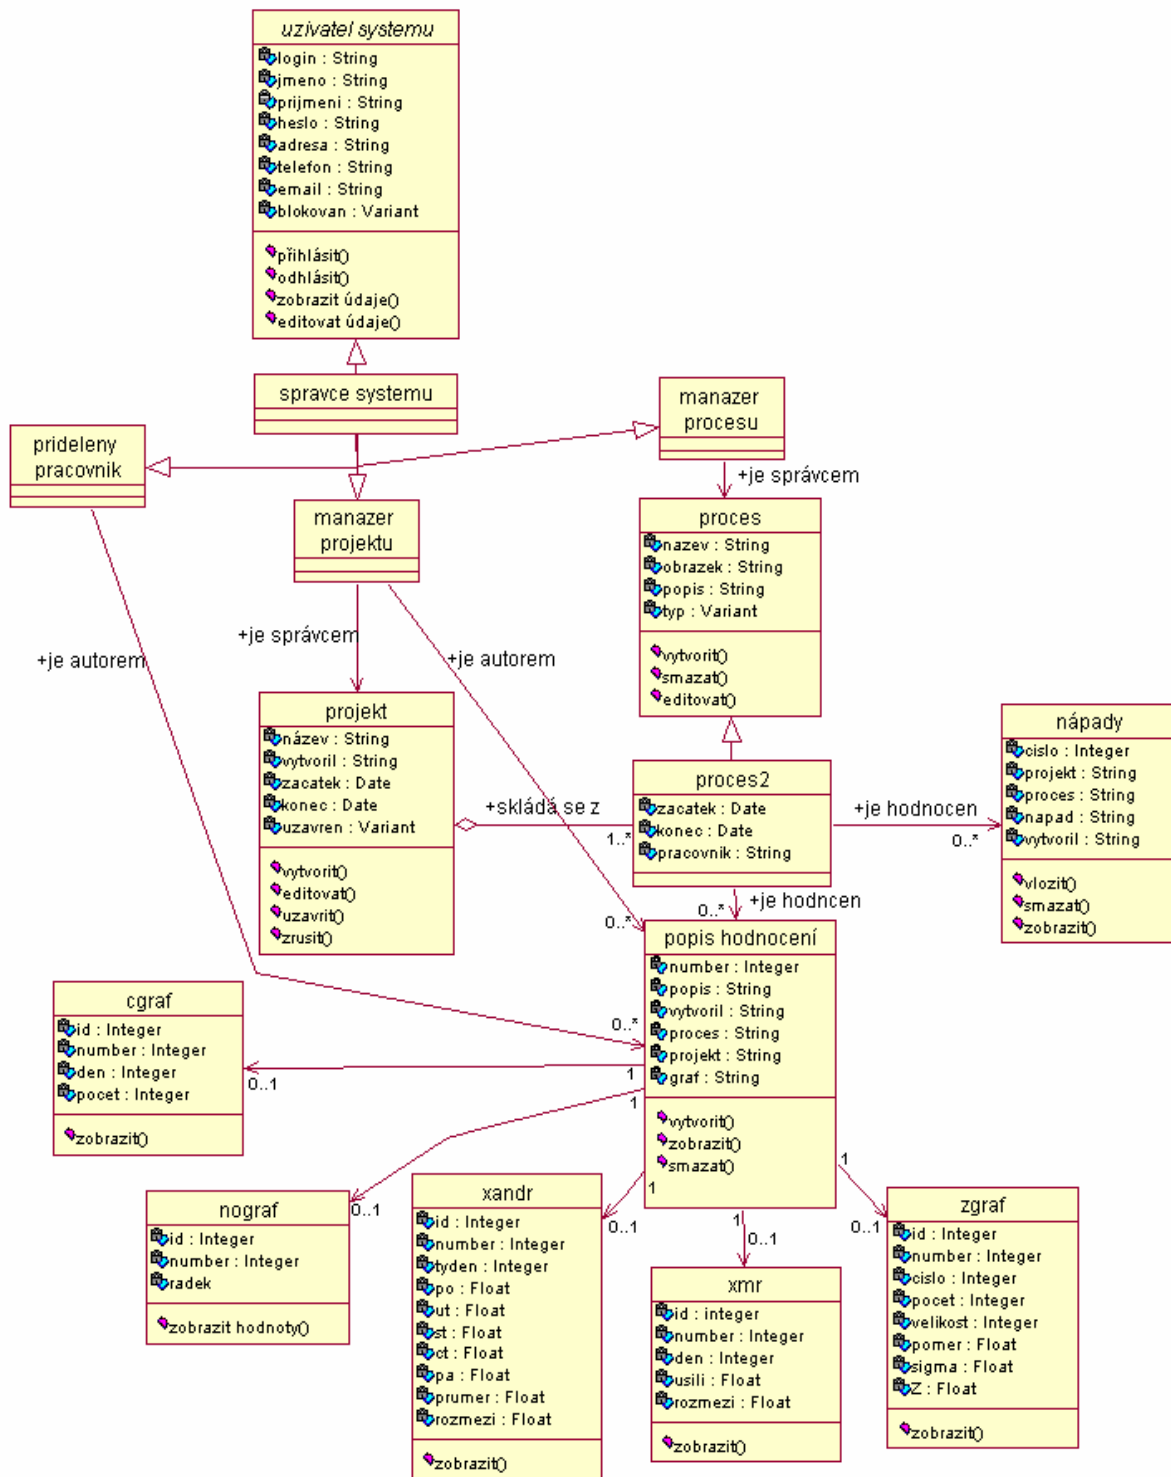 uzivatel systemu
login : String
jmeno : String
prijmeni : String
heslo : String
adresa : String
telefon : String
email : String
blokovan : Variant
přihlásit()
odhlásit()
zobrazit údaje()
editovat údaje()
spravce systemu
manazer
procesu
prideleny
pracovnik
manazer
projektu
+je správcem
proces
nazev : String
obrazek : String
popis : String
typ : Variant
vytvorit()
smazat()
editovat()
+je správcem
+je autorem
+je autorem
projekt
název : String
vytvoril : String
zacatek : Date
konec : Date
uzavren : Variant
vytvorit()
editovat()
uzavrit()
zrusit()
+skládá se z
1..*
proces2
zacatek : Date
konec : Date
pracovnik : String
+je hodnocen
0..*
nápady
cislo : Integer
projekt : String
proces : String
napad : String
vytvoril : String
vlozit()
smazat()
zobrazit()
+je hodncen
0..*
0..*
0..*
popis hodnocení
number : Integer
popis : String
vytvoril : String
proces : String
projekt : String
graf : String
vytvorit()
zobrazit()
smazat()
cgraf
id : Integer
number : Integer
den : Integer
pocet : Integer
zobrazit()
0..1
1
1
nograf
id : Integer
number : Integer
radek
zobrazit hodnoty()
0..1
xandr
id : Integer
number : Integer
tyden : Integer
po : Float
ut : Float
st : Float
ct : Float
pa : Float
prumer : Float
rozmezi : Float
zobrazit()
1
0..1
1
0..1
xmr
id : integer
number : Integer
den : Integer
usili : Float
rozmezi : Float
zobrazit()
1
0..1
zgraf
id : Integer
number : Integer
cislo : Integer
pocet : Integer
velikost : Integer
pomer : Float
sigma : Float
Z : Float
zobrazit()